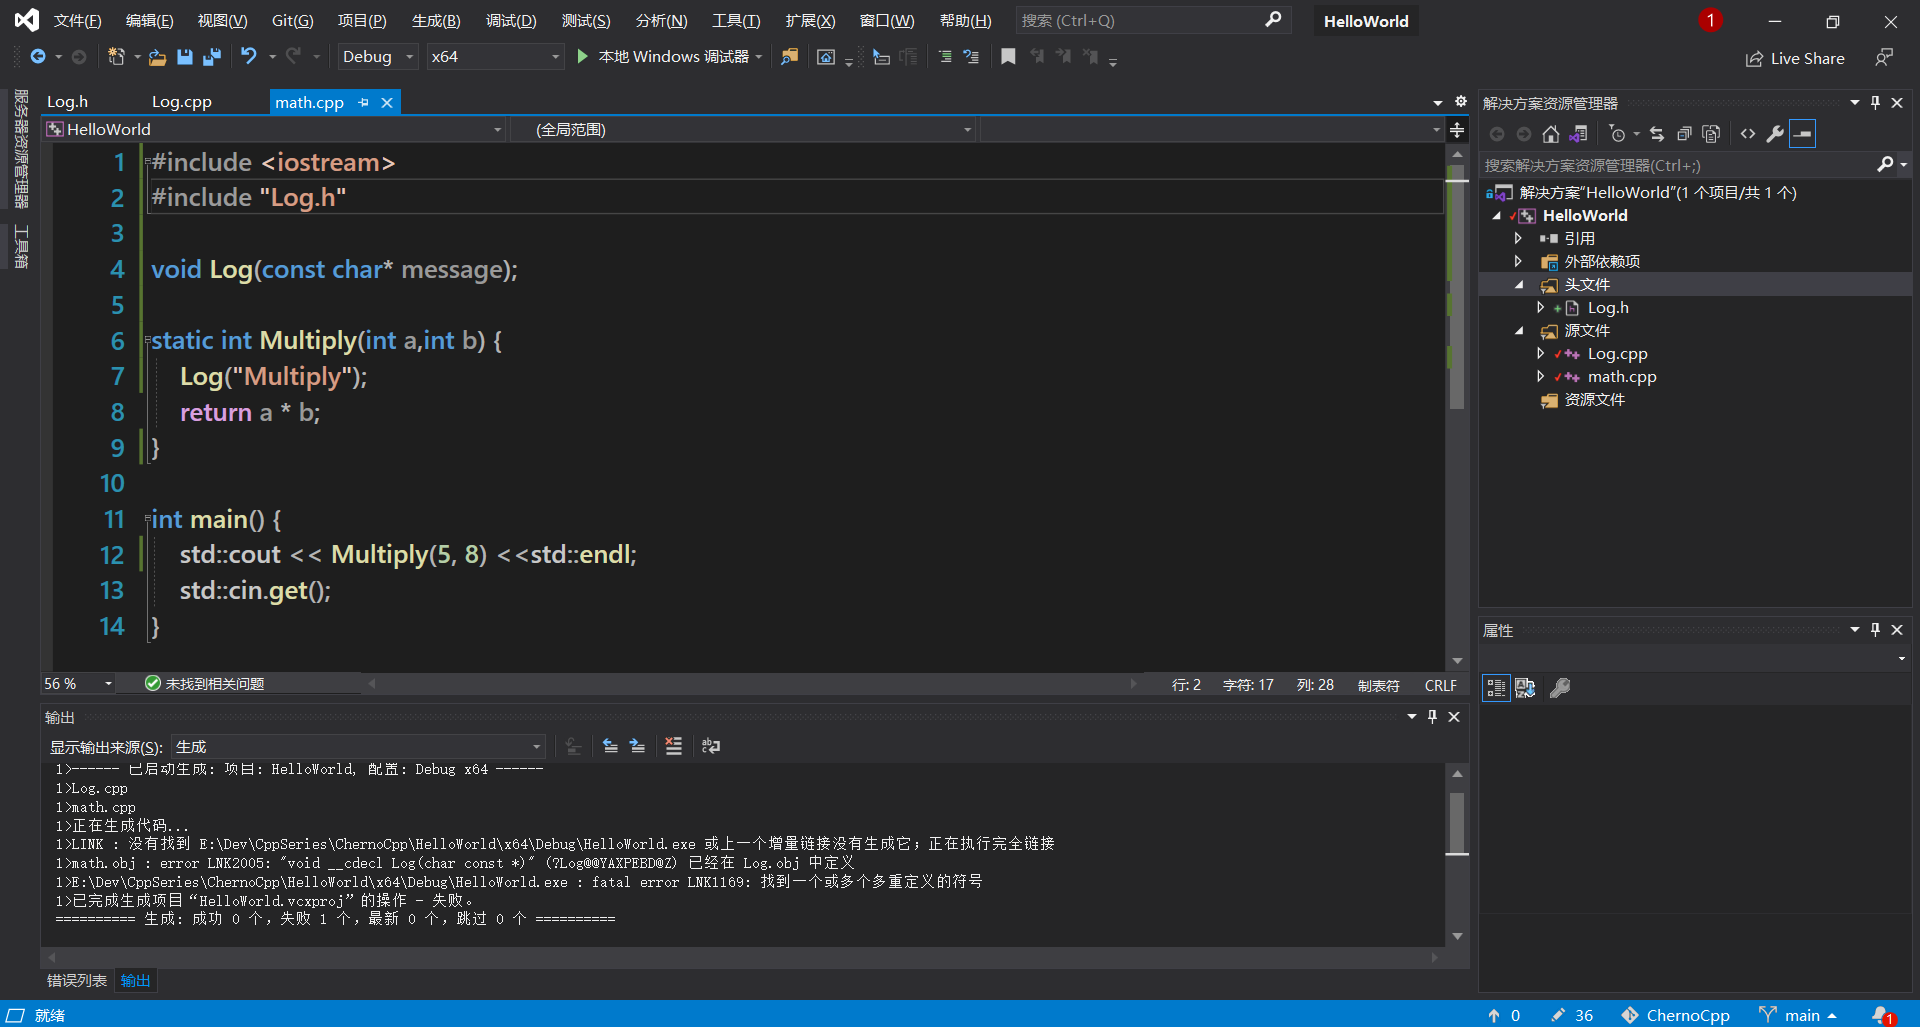 文件(F) 编辑(E) 视图(V) Git(G) 项目(P) 生成(B) 调试(D) 测试(S) 分析(N) 工具(T) 扩展(X) 窗口(W) 帮助(H) 搜索 (Ctrl+Q) HelloWorld 1
Debug x64 本地 Windows 调试器 Live Share
服务器资源管理器
工具箱
Log.h Log.cpp math.cpp
HelloWorld (全局范围)
1 #include <iostream>
2 #include "Log.h"
3
4 void Log(const char* message);
5
6 static int Multiply(int a,int b) {
7 Log("Multiply");
8 return a * b;
9 }
10
11 int main() {
12 std::cout << Multiply(5, 8) <<std::endl;
13 std::cin.get();
14 }
56 % 未找到相关问题 行: 2 字符: 17 列: 28 制表符 CRLF
输出
显示输出来源(S): 生成
1>------ 已启动生成: 项目: HelloWorld, 配置: Debug x64 ------
1>Log.cpp
1>math.cpp
1>正在生成代码...
1>LINK : 没有找到 E:\Dev\CppSeries\ChernoCpp\HelloWorld\x64\Debug\HelloWorld.exe 或上一个增量链接没有生成它；正在执行完全链接
1>math.obj : error LNK2005: "void __cdecl Log(char const *)" (?Log@@YAXPEBD@Z) 已经在 Log.obj 中定义
1>E:\Dev\CppSeries\ChernoCpp\HelloWorld\x64\Debug\HelloWorld.exe : fatal error LNK1169: 找到一个或多个多重定义的符号
1>已完成生成项目“HelloWorld.vcxproj”的操作 - 失败。
========== 生成: 成功 0 个，失败 1 个，最新 0 个，跳过 0 个 ==========
错误列表 输出
解决方案资源管理器
搜索解决方案资源管理器(Ctrl+;)
解决方案"HelloWorld"(1 个项目/共 1 个)
HelloWorld
引用
外部依赖项
头文件
Log.h
源文件
Log.cpp
math.cpp
资源文件
属性
就绪 0 36 ChernoCpp main 1